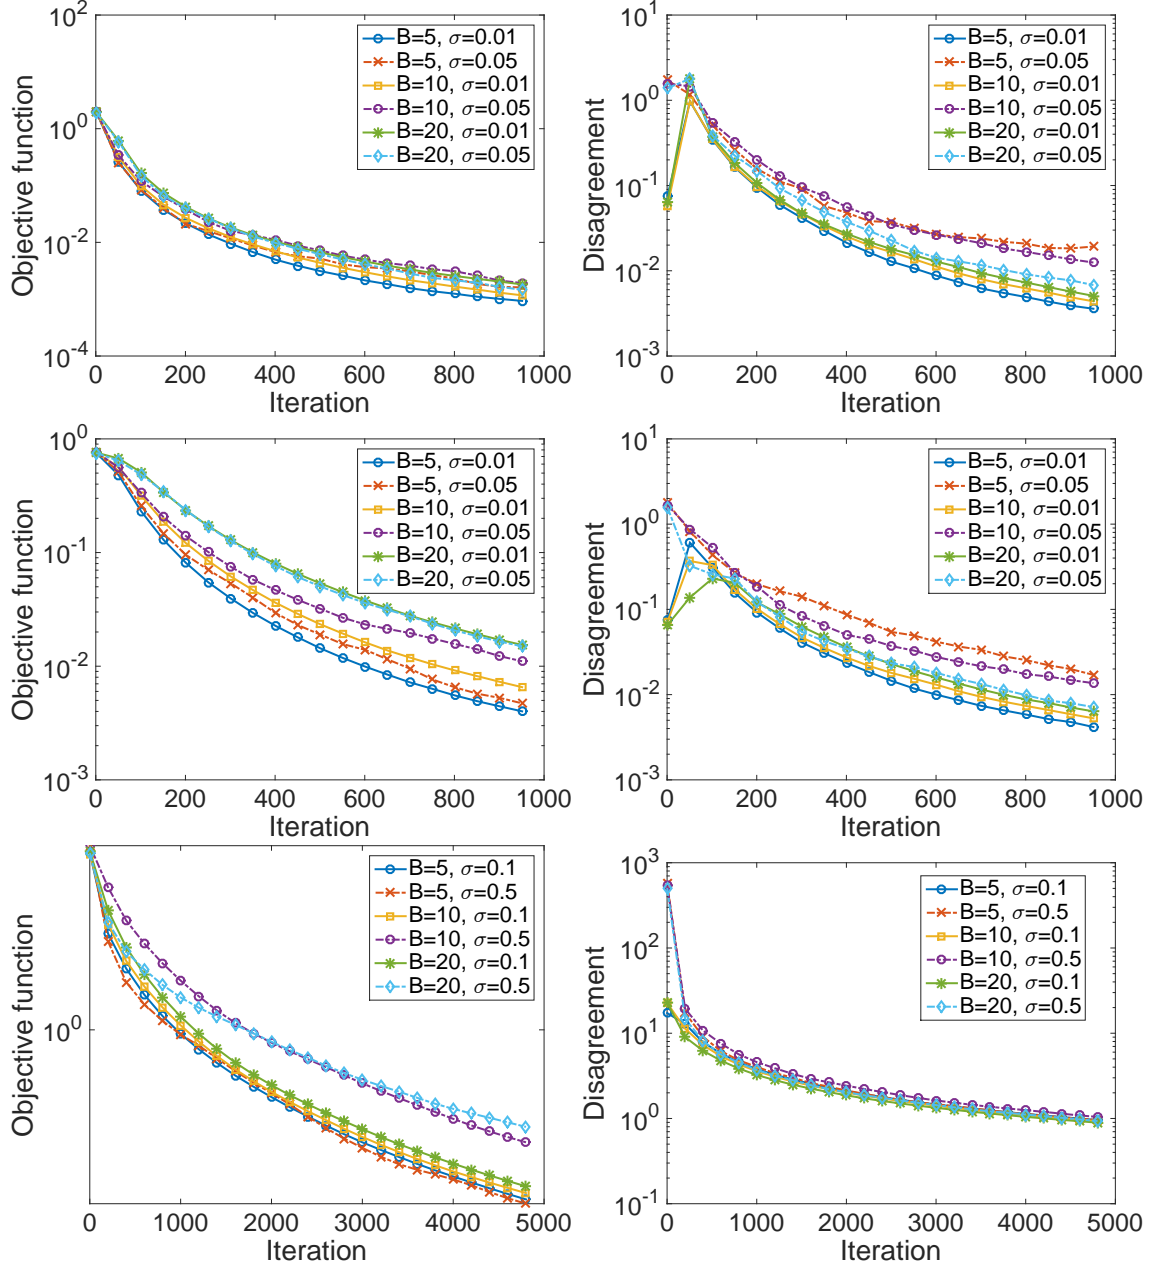 10^2
10^0
10^-2
10^-4
Objective function
0 200 400 600 800 1000
Iteration
B=5, σ=0.01
B=5, σ=0.05
B=10, σ=0.01
B=10, σ=0.05
B=20, σ=0.01
B=20, σ=0.05
10^1
10^0
10^-1
10^-2
10^-3
Disagreement
0 200 400 600 800 1000
Iteration
B=5, σ=0.01
B=5, σ=0.05
B=10, σ=0.01
B=10, σ=0.05
B=20, σ=0.01
B=20, σ=0.05
10^0
10^-1
10^-2
10^-3
Objective function
0 200 400 600 800 1000
Iteration
B=5, σ=0.01
B=5, σ=0.05
B=10, σ=0.01
B=10, σ=0.05
B=20, σ=0.01
B=20, σ=0.05
10^1
10^0
10^-1
10^-2
10^-3
Disagreement
0 200 400 600 800 1000
Iteration
B=5, σ=0.01
B=5, σ=0.05
B=10, σ=0.01
B=10, σ=0.05
B=20, σ=0.01
B=20, σ=0.05
10^0
Objective function
0 1000 2000 3000 4000 5000
Iteration
B=5, σ=0.1
B=5, σ=0.5
B=10, σ=0.1
B=10, σ=0.5
B=20, σ=0.1
B=20, σ=0.5
10^3
10^2
10^1
10^0
10^-1
Disagreement
0 1000 2000 3000 4000 5000
Iteration
B=5, σ=0.1
B=5, σ=0.5
B=10, σ=0.1
B=10, σ=0.5
B=20, σ=0.1
B=20, σ=0.5